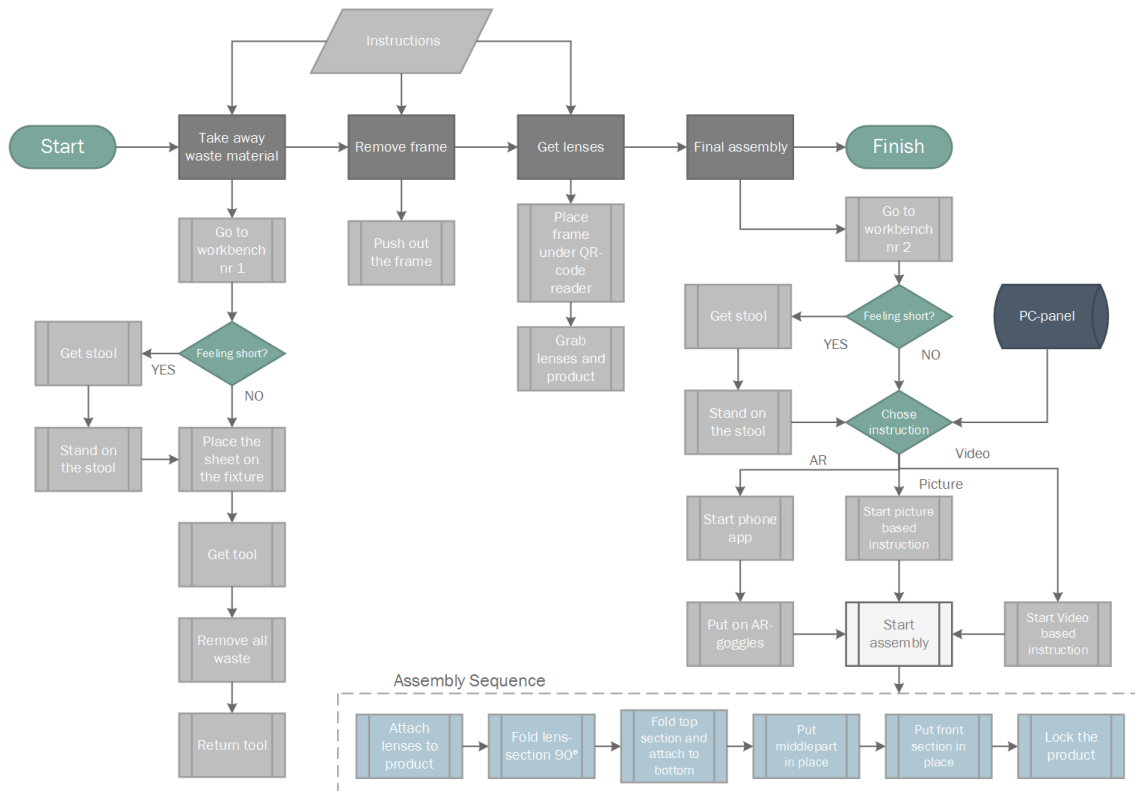 Instructions
Start
Take away
waste material
Remove frame
Get lenses
Final assembly
Finish
Go to
workbench
nr 1
Push out
the frame
Place
frame
under QR-
code
reader
Go to
workbench
nr 2
Feeling short?
YES
NO
Get stool
Stand on
the stool
Place the
sheet on
the fixture
Grab
lenses and
product
Get stool
Feeling short?
YES
NO
PC-panel
Stand on
the stool
Chose
instruction
AR
Picture
Video
Get tool
Start phone
app
Start picture
based
instruction
Remove all
waste
Put on AR-
goggles
Start
assembly
Start Video
based
instruction
Return tool
Assembly Sequence
Attach
lenses to
product
Fold lens-
section 90°
Fold top
section and
attach to
bottom
Put
middlepart
in place
Put front
section in
place
Lock the
product